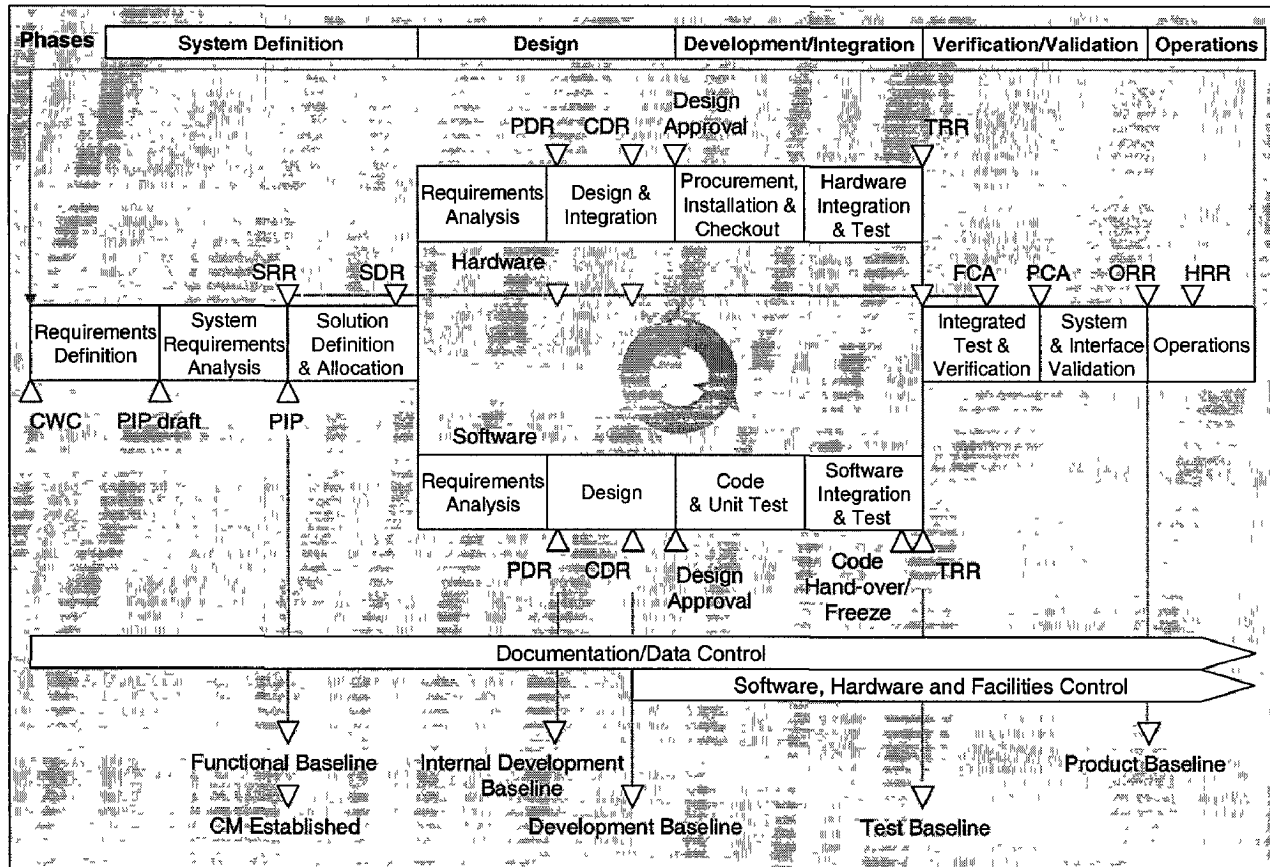 Phases
System Definition
Design
Development/Integration
Verification/Validation
Operations
PDR
CDR
Design
Approval
TRR
Requirements
Analysis
Design &
Integration
Procurement,
Installation &
Checkout
Hardware
Integration
& Test
Hardware
SRR
SDR
FCA
PCA
ORR
HRR
Requirements
Definition
System
Requirements
Analysis
Solution
Definition
& Allocation
Integrated
Test &
Verification
System
& Interface
Validation
Operations
CWC
PIP draft
PIP
Software
Requirements
Analysis
Design
Code
& Unit Test
Software
Integration
& Test
PDR
CDR
Design
Approval
Code
Hand-over/
Freeze
TRR
Documentation/Data Control
Software, Hardware and Facilities Control
Functional Baseline
Internal Development
Baseline
Product Baseline
CM Established
Development Baseline
Test Baseline